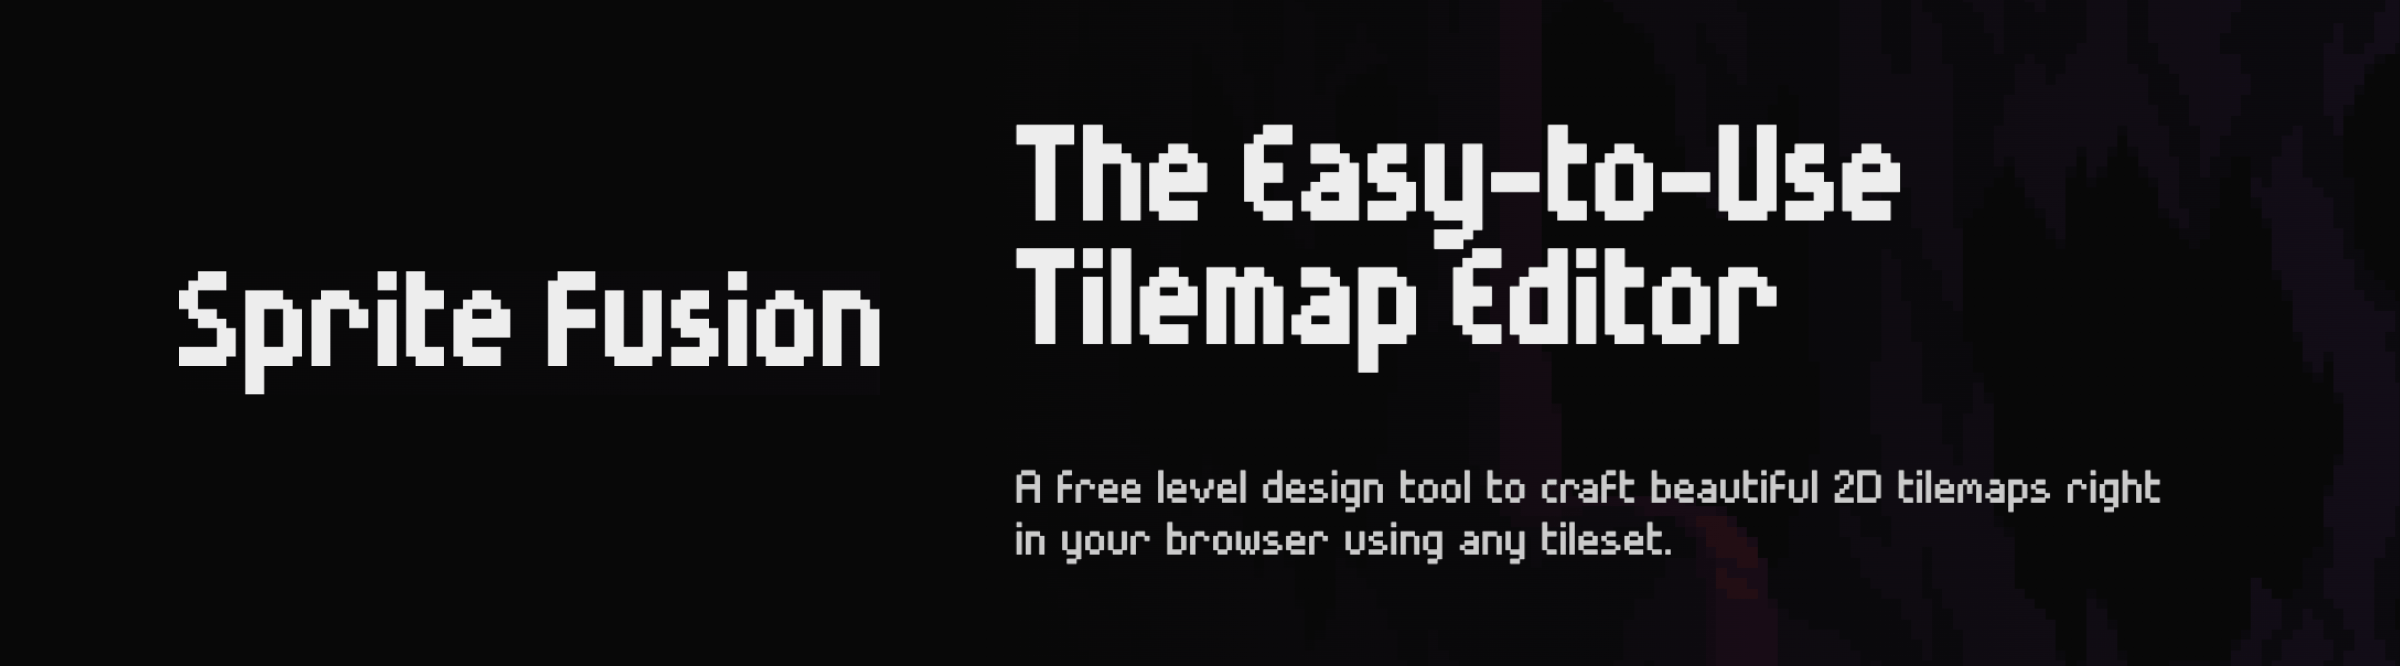 Sprite Fusion
The Easy-to-Use
Tilemap Editor
A free level design tool to craft beautiful 2D tilemaps right
in your browser using any tileset.